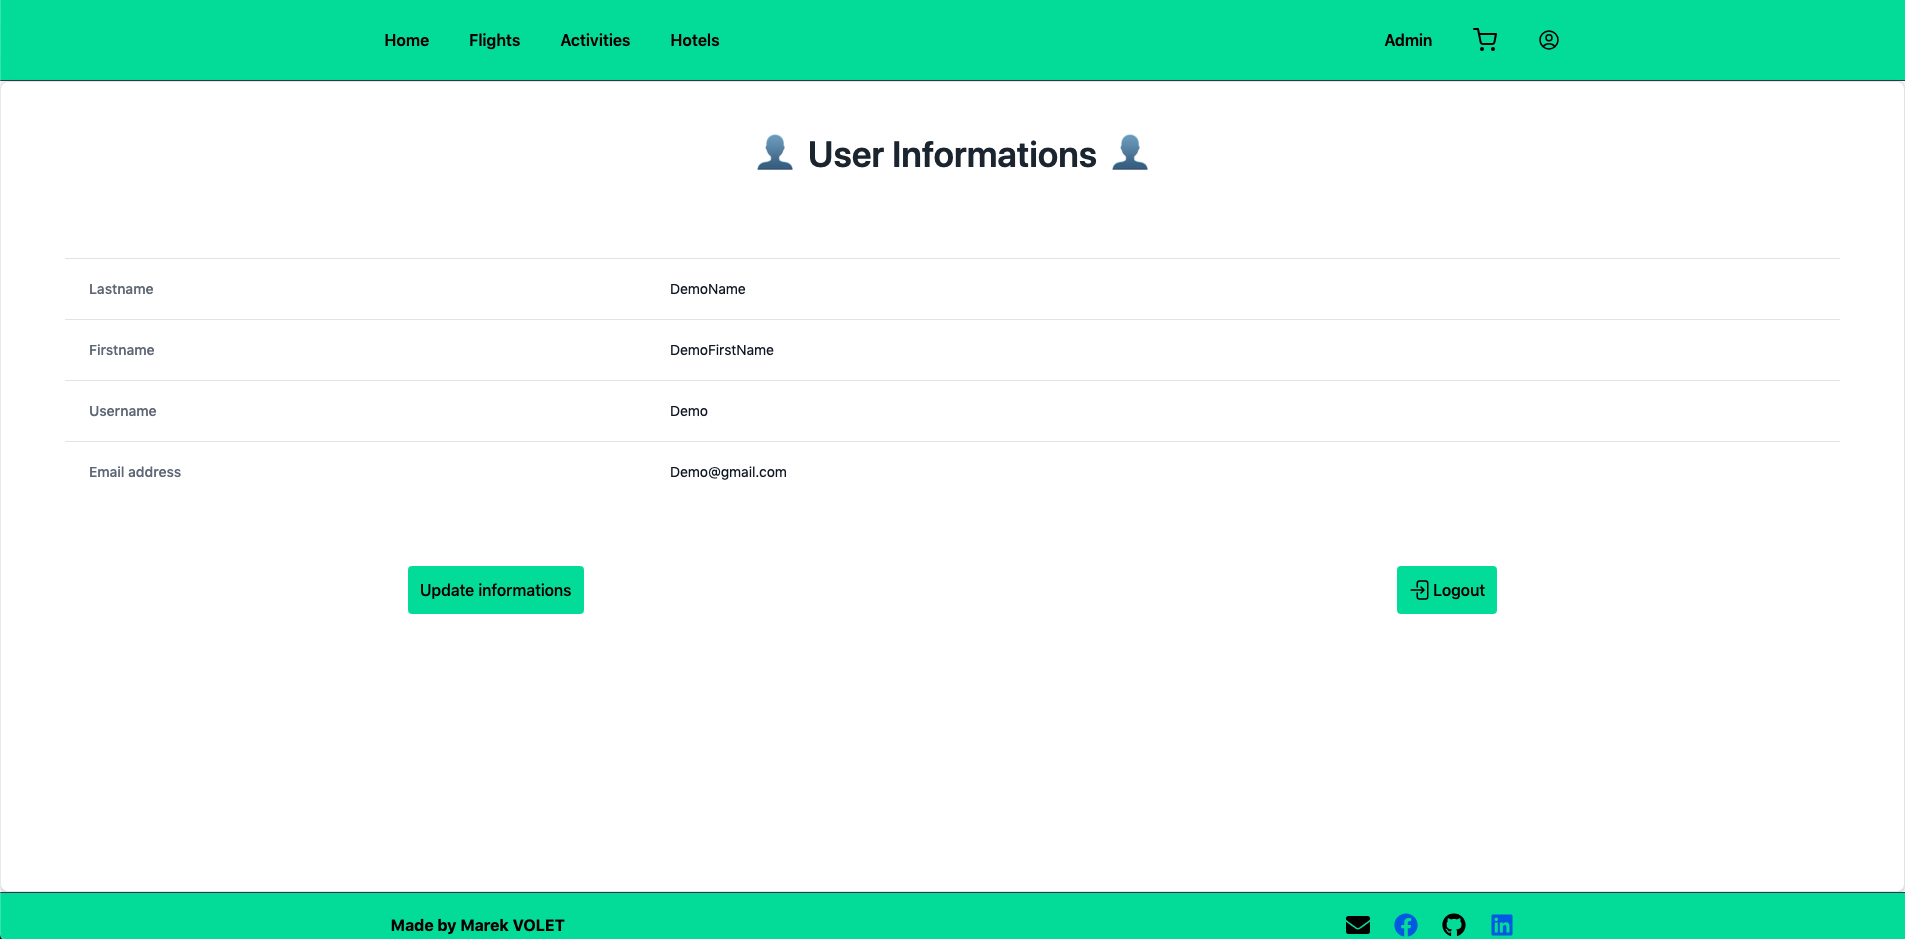 Home Flights Activities Hotels Admin
👤 User Informations 👤
Lastname DemoName
Firstname DemoFirstName
Username Demo
Email address Demo@gmail.com
Update informations Logout
Made by Marek VOLET